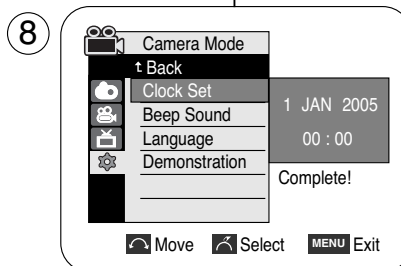 8
Camera Mode
Back
Clock Set
Beep Sound
Language
Demonstration
1 JAN 2005
00 : 00
Complete!
Move Select MENU Exit